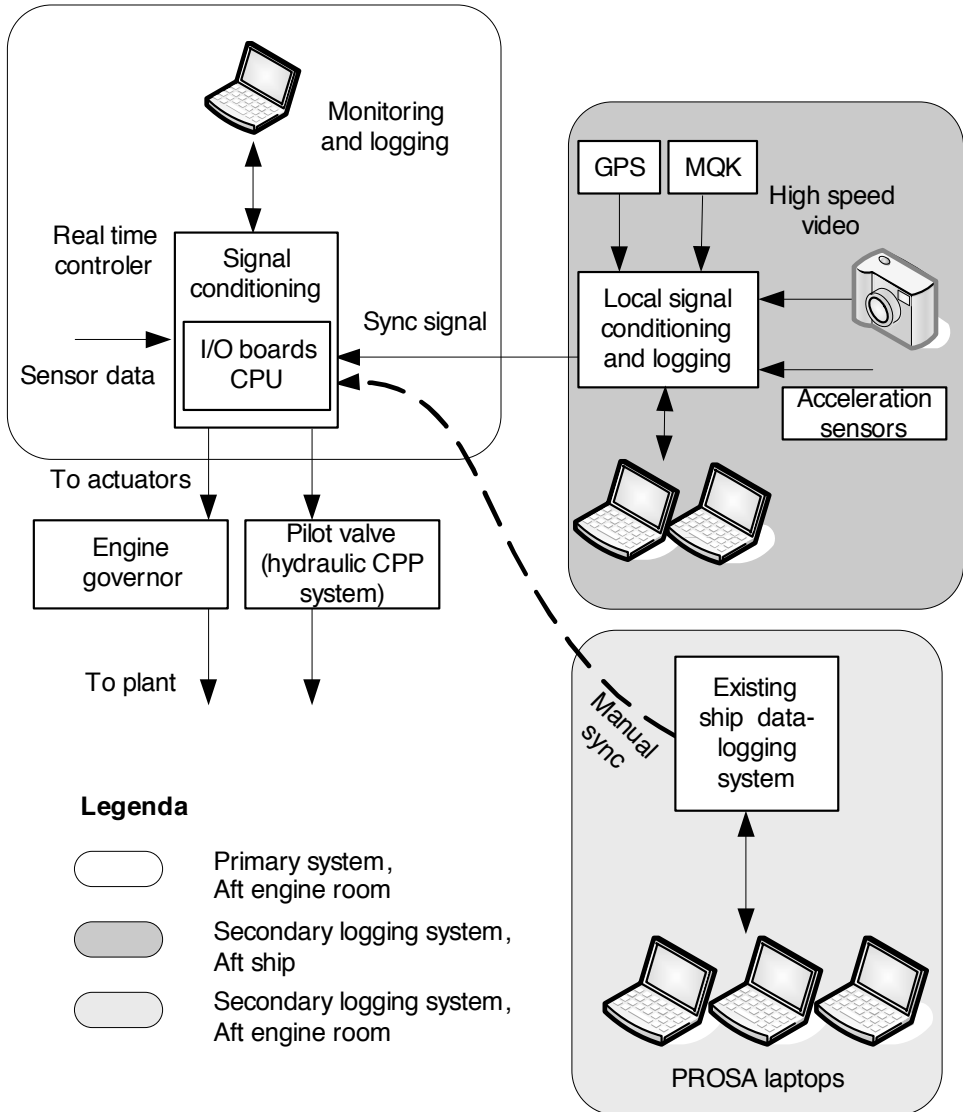 Monitoring
and logging
Real time
controler
Signal
conditioning
I/O boards
CPU
Sensor data
Sync signal
GPS
MQK
High speed
video
Local signal
conditioning
and logging
Acceleration
sensors
To actuators
Engine
governor
Pilot valve
(hydraulic CPP
system)
To plant
Manual
sync
Existing
ship data-
logging
system
PROSA laptops
Legenda
Primary system,
Aft engine room
Secondary logging system,
Aft ship
Secondary logging system,
Aft engine room